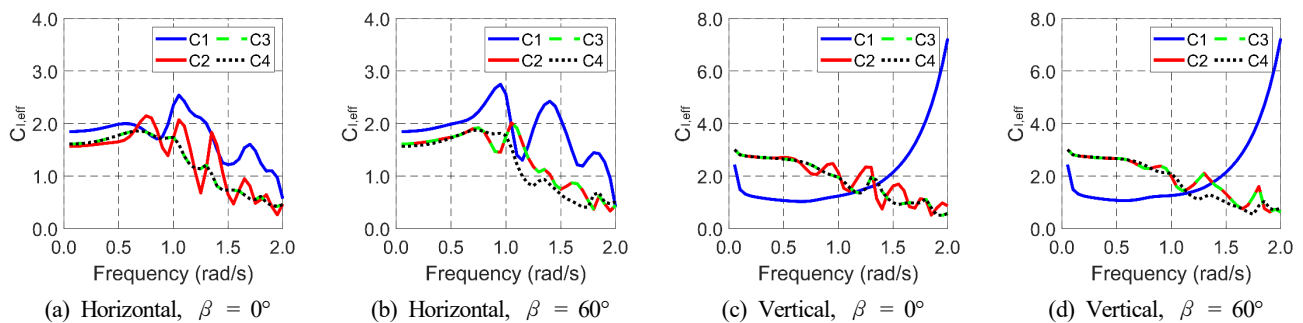 4.0
3.0
2.0
1.0
0.0
C_I,eff
C1
C3
C2
C4
0.0 0.5 1.0 1.5 2.0
Frequency (rad/s)
(a) Horizontal, β = 0°
4.0
3.0
2.0
1.0
0.0
C_I,eff
C1
C3
C2
C4
0.0 0.5 1.0 1.5 2.0
Frequency (rad/s)
(b) Horizontal, β = 60°
8.0
6.0
4.0
2.0
0.0
C_I,eff
C1
C3
C2
C4
0.0 0.5 1.0 1.5 2.0
Frequency (rad/s)
(c) Vertical, β = 0°
8.0
6.0
4.0
2.0
0.0
C_I,eff
C1
C3
C2
C4
0.0 0.5 1.0 1.5 2.0
Frequency (rad/s)
(d) Vertical, β = 60°